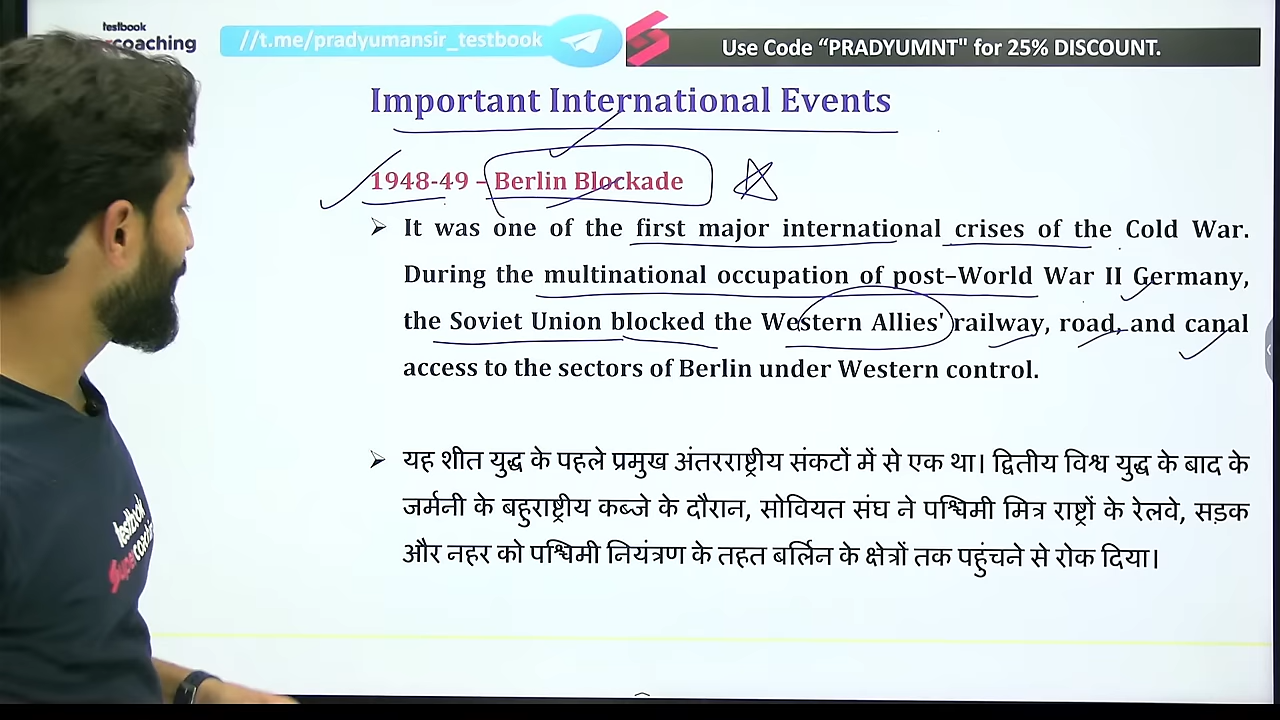 testbook
coaching
//t.me/pradyumansir_testbook
Use Code “PRADYUMNT" for 25% DISCOUNT.
Important International Events
1948-49 – Berlin Blockade
➢ It was one of the first major international crises of the Cold War.
During the multinational occupation of post–World War II Germany,
the Soviet Union blocked the Western Allies' railway, road, and canal
access to the sectors of Berlin under Western control.
➢ यह शीत युद्ध के पहले प्रमुख अंतरराष्ट्रीय संकटों में से एक था। द्वितीय विश्व युद्ध के बाद के
जर्मनी के बहुराष्ट्रीय कब्जे के दौरान, सोवियत संघ ने पश्चिमी मित्र राष्ट्रों के रेलवे, सड़क
और नहर को पश्चिमी नियंत्रण के तहत बर्लिन के क्षेत्रों तक पहुंचने से रोक दिया।
testbook